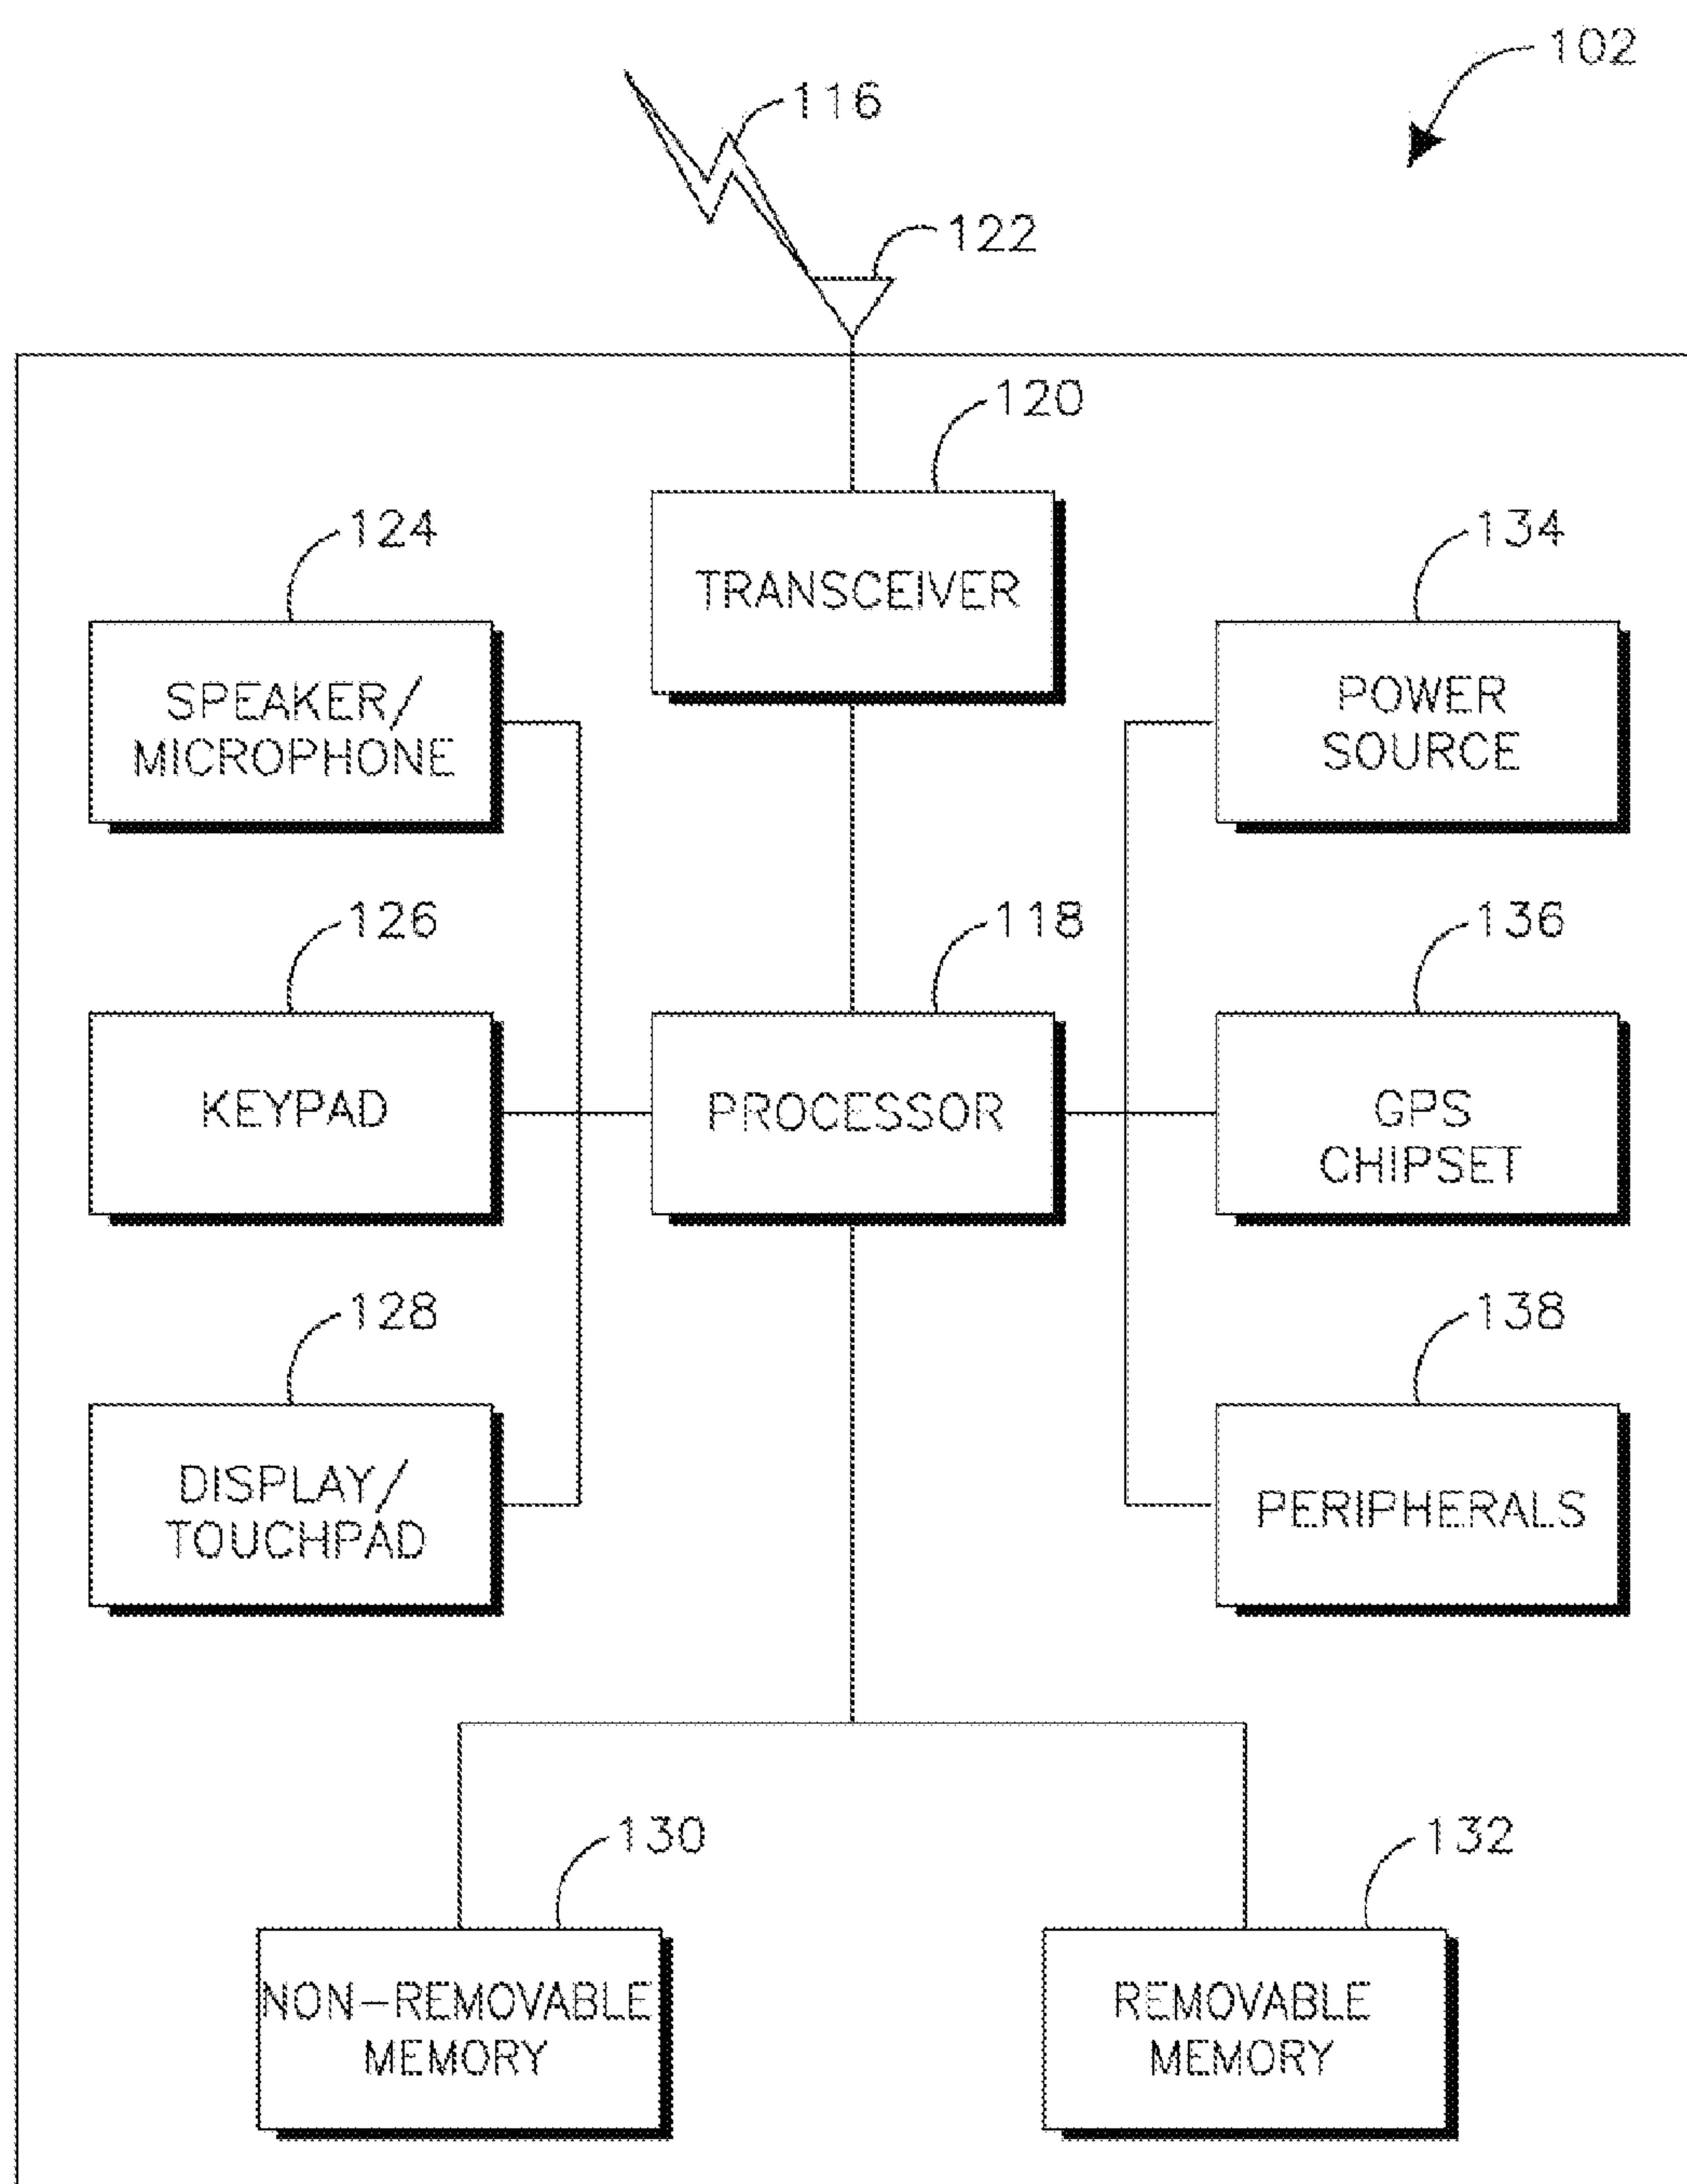 102
116
122
120
TRANSCEIVER
124
SPEAKER/
MICROPHONE
134
POWER
SOURCE
126
KEYPAD
118
PROCESSOR
136
GPS
CHIPSET
128
DISPLAY/
TOUCHPAD
138
PERIPHERALS
130
NON-REMOVABLE
MEMORY
132
REMOVABLE
MEMORY